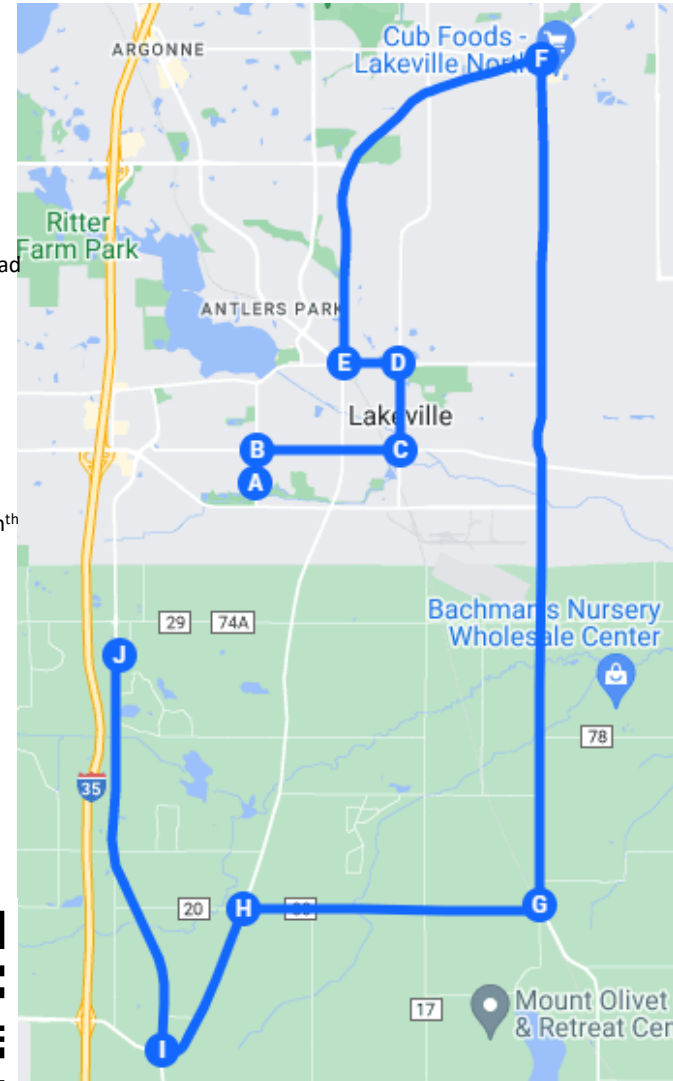 ARGONNE
Cub Foods -
Lakeville North
F
Ritter
Farm Park
ad
ANTLERS PARK
E
D
Lakeville
B
C
A
th
29
74A
Bachman's Nursery
Wholesale Center
J
78
35
20
H
G
17
Mount Olivet
& Retreat Cen
I